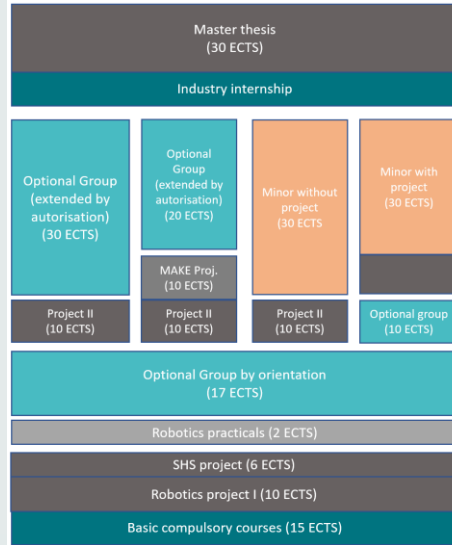 Master thesis
(30 ECTS)
Industry internship
Optional Group
(extended by
autorisation)
(30 ECTS)
Optional
Group
(extended by
autorisation)
(20 ECTS)
MAKE Proj.
(10 ECTS)
Minor without
project
(30 ECTS
Minor with
project
(30 ECTS)
Project II
(10 ECTS)
Project II
(10 ECTS)
Project II
(10 ECTS)
Optional group
(10 ECTS)
Optional Group by orientation
(17 ECTS)
Robotics practicals (2 ECTS)
SHS project (6 ECTS)
Robotics project I (10 ECTS)
Basic compulsory courses (15 ECTS)